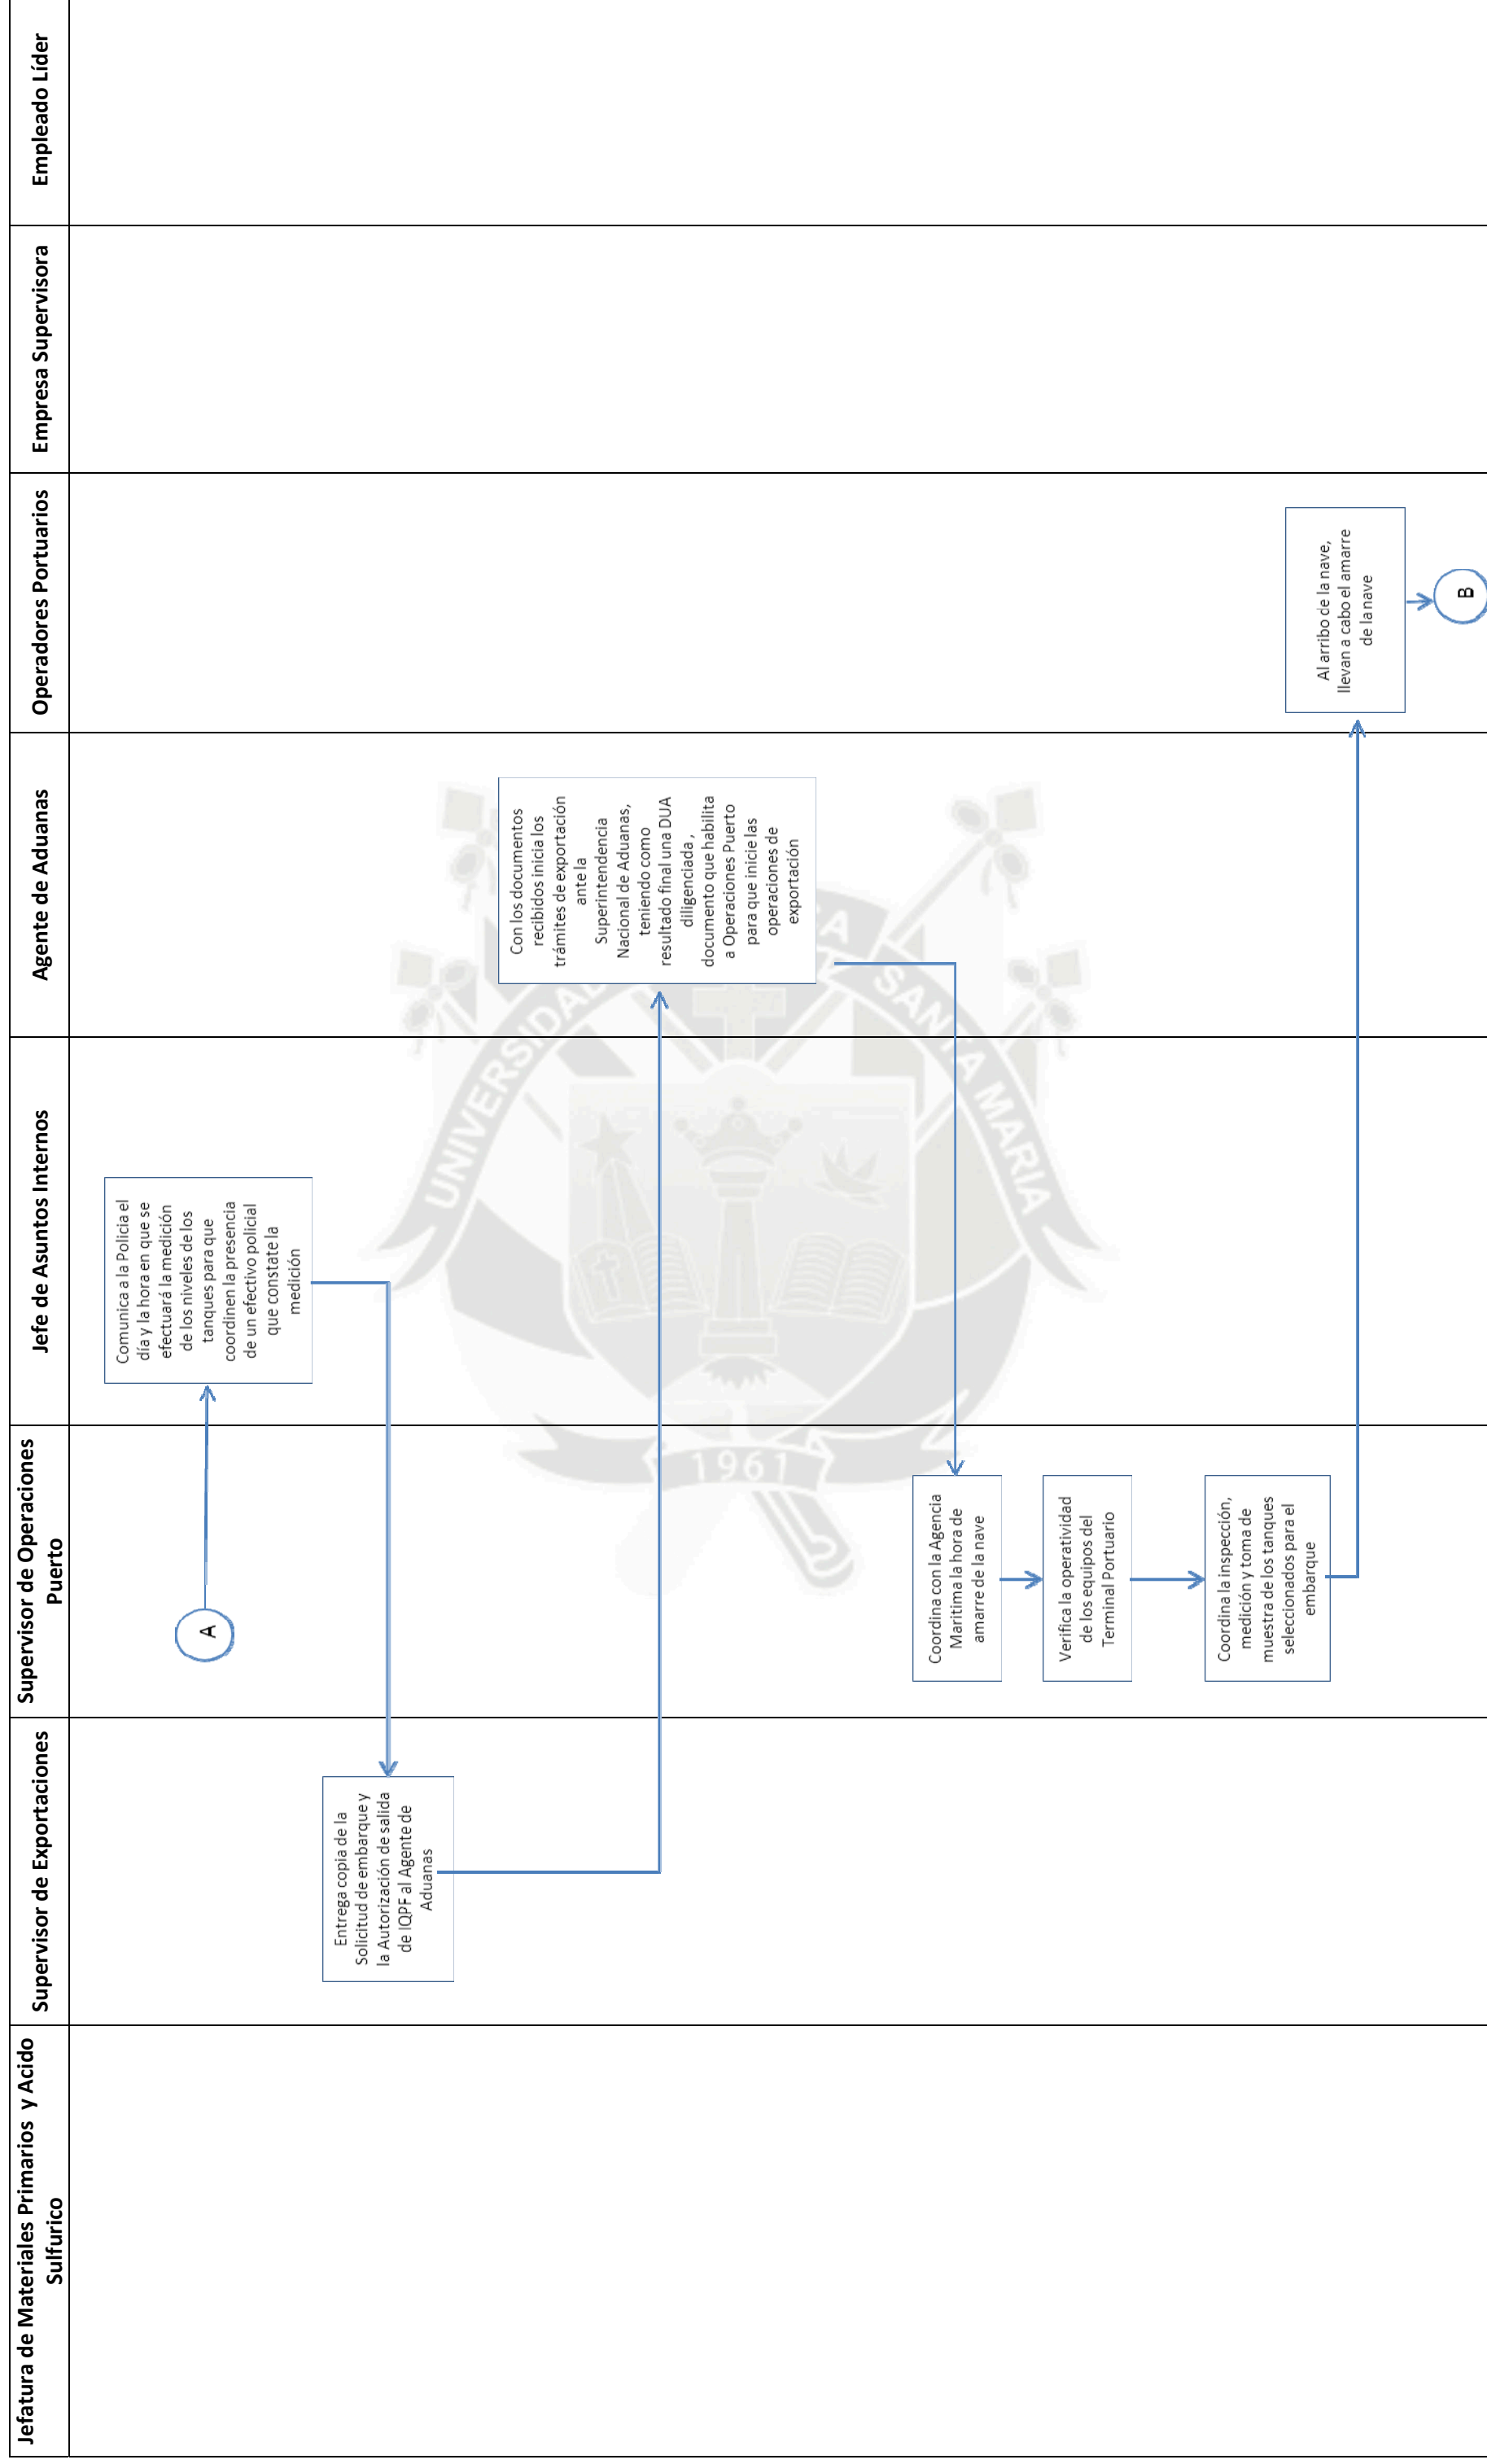 Jefatura de Materiales Primarios y Acido
Sulfurico
Supervisor de Exportaciones
Supervisor de Operaciones
Puerto
Jefe de Asuntos Internos
Agente de Aduanas
Operadores Portuarios
Empresa Supervisora
Empleado Líder
A
Comunica a la Policia el
día y la hora en que se
efectuará la medición
de los niveles de los
tanques para que
coordinen la presencia
de un efectivo policial
que constate la
medición
Entrega copia de la
Solicitud de embarque y
la Autorización de salida
de IQPF al Agente de
Aduanas
Con los documentos
recibidos inicia los
trámites de exportación
ante la
Superintendencia
Nacional de Aduanas,
teniendo como
resultado final una DUA
diligenciada ,
documento que habilita
a Operaciones Puerto
para que inicie las
operaciones de
exportación
Coordina con la Agencia
Maritima la hora de
amarre de la nave
Verifica la operatividad
de los equipos del
Terminal Portuario
Coordina la inspección,
medición y toma de
muestra de los tanques
seleccionados para el
embarque
Al arribo de la nave,
llevan a cabo el amarre
de la nave
B
UNIVERSIDAD
SANTA MARIA
1961